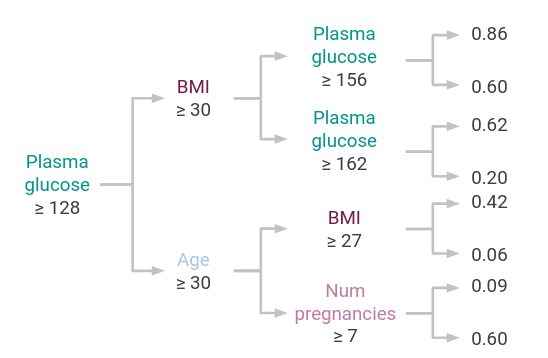 Plasma
glucose
≥ 128
BMI
≥ 30
Age
≥ 30
Plasma
glucose
≥ 156
Plasma
glucose
≥ 162
BMI
≥ 27
Num
pregnancies
≥ 7
0.86
0.60
0.62
0.20
0.42
0.06
0.09
0.60